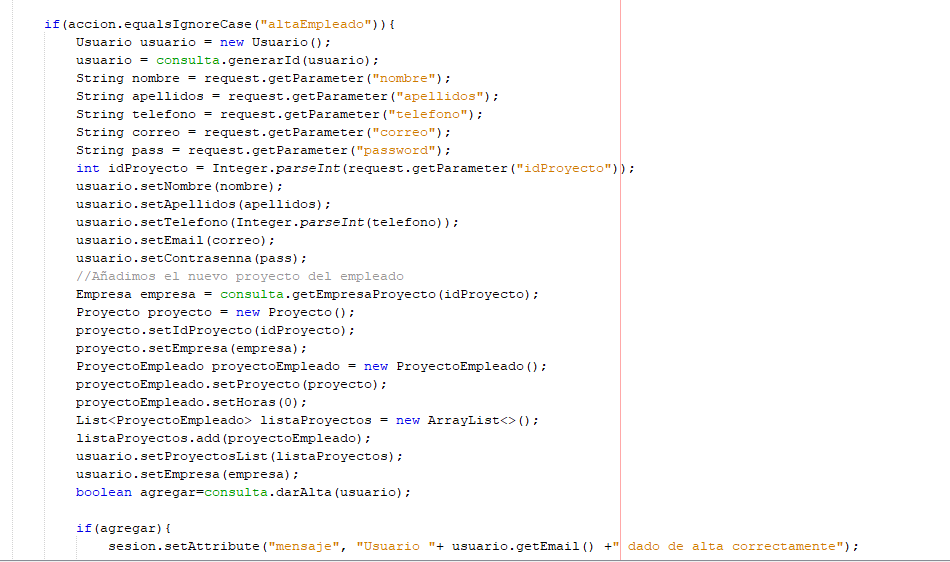 if(accion.equalsIgnoreCase("altaEmpleado")){
Usuario usuario = new Usuario();
usuario = consulta.generarId(usuario);
String nombre = request.getParameter("nombre");
String apellidos = request.getParameter("apellidos");
String telefono = request.getParameter("telefono");
String correo = request.getParameter("correo");
String pass = request.getParameter("password");
int idProyecto = Integer.parseInt(request.getParameter("idProyecto"));
usuario.setNombre(nombre);
usuario.setApellidos(apellidos);
usuario.setTelefono(Integer.parseInt(telefono));
usuario.setEmail(correo);
usuario.setContrasenna(pass);
//Añadimos el nuevo proyecto del empleado
Empresa empresa = consulta.getEmpresaProyecto(idProyecto);
Proyecto proyecto = new Proyecto();
proyecto.setIdProyecto(idProyecto);
proyecto.setEmpresa(empresa);
ProyectoEmpleado proyectoEmpleado = new ProyectoEmpleado();
proyectoEmpleado.setProyecto(proyecto);
proyectoEmpleado.setHoras(0);
List<ProyectoEmpleado> listaProyectos = new ArrayList<>();
listaProyectos.add(proyectoEmpleado);
usuario.setProyectosList(listaProyectos);
usuario.setEmpresa(empresa);
boolean agregar=consulta.darAlta(usuario);
if(agregar){
sesion.setAttribute("mensaje", "Usuario "+ usuario.getEmail() +" dado de alta correctamente");